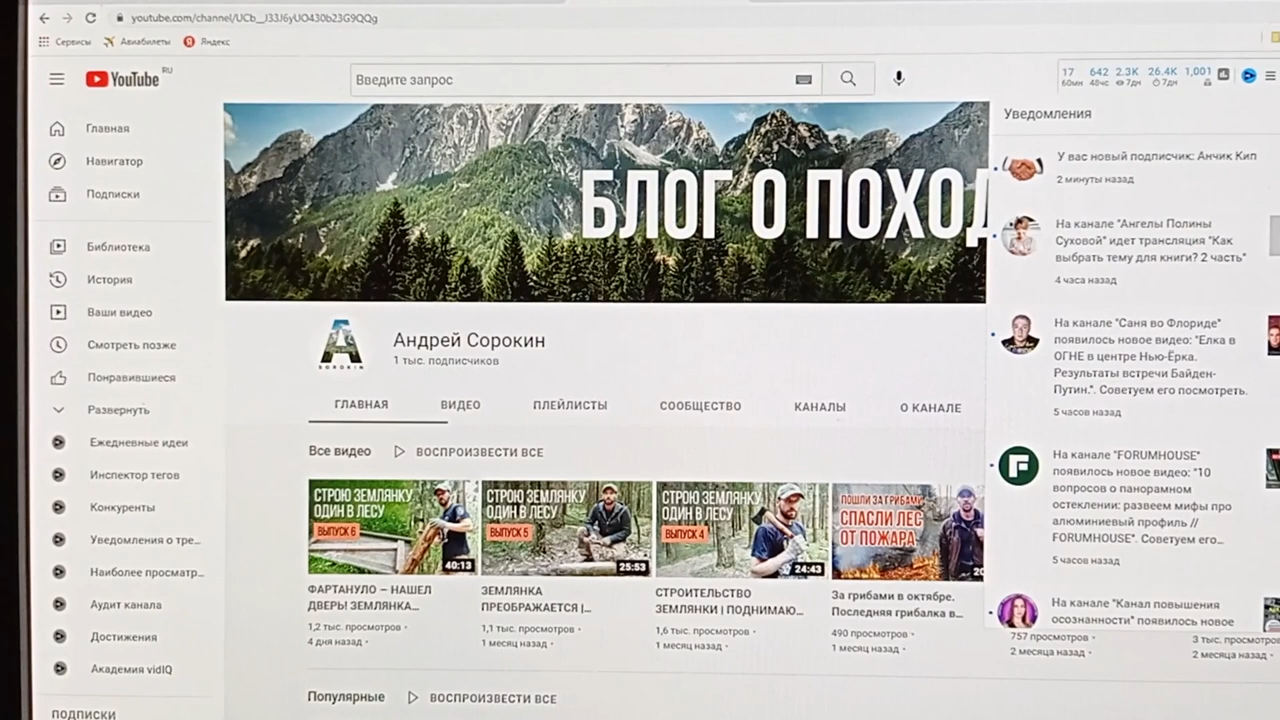 youtube.com/channel/UCb__J33J6yUO430b23G9QQg
Сервисы Авиабилеты Яндекс
YouTube RU
Введите запрос
17 642 2.3K 26.4K 1,001
60мн 48чс 7дн 7дн
Главная
Навигатор
Подписки
Библиотека
История
Ваши видео
Смотреть позже
Понравившиеся
Развернуть
Ежедневные идеи
Инспектор тегов
Конкуренты
Уведомления о тре...
Наиболее просматр...
Аудит канала
Достижения
Академия vidIQ
ПОДПИСКИ
БЛОГ О ПОХОД
Андрей Сорокин
1 тыс. подписчиков
A
SOROKIN
ГЛАВНАЯ ВИДЕО ПЛЕЙЛИСТЫ СООБЩЕСТВО КАНАЛЫ О КАНАЛЕ
Все видео ВОСПРОИЗВЕСТИ ВСЕ
СТРОЮ ЗЕМЛЯНКУ
ОДИН В ЛЕСУ
ВЫПУСК 6
40:13
ФАРТАНУЛО – НАШЕЛ
ДВЕРЬ! ЗЕМЛЯНКА...
1,2 тыс. просмотров •
4 дня назад •
СТРОЮ ЗЕМЛЯНКУ
ОДИН В ЛЕСУ
ВЫПУСК 5
25:53
ЗЕМЛЯНКА
ПРЕОБРАЖАЕТСЯ |...
1,1 тыс. просмотров •
1 месяц назад •
СТРОЮ ЗЕМЛЯНКУ
ОДИН В ЛЕСУ
ВЫПУСК 4
24:43
СТРОИТЕЛЬСТВО
ЗЕМЛЯНКИ | ПОДНИМАЮ...
1,6 тыс. просмотров •
1 месяц назад •
ПОШЛИ ЗА ГРИБАМИ,
СПАСЛИ ЛЕС
ОТ ПОЖАРА
За грибами в октябре.
Последняя грибалка в...
490 просмотров •
1 месяц назад •
757 просмотров •
2 месяца назад •
3 тыс. просмотров
2 месяца назад •
Популярные ВОСПРОИЗВЕСТИ ВСЕ
Уведомления
У вас новый подписчик: Анчик Кип
2 минуты назад
На канале "Ангелы Полины
Суховой" идет трансляция "Как
выбрать тему для книги? 2 часть"
4 часа назад
На канале "Саня во Флориде"
появилось новое видео: "Елка в
ОГНЕ в центре Нью-Ёрка.
Результаты встречи Байден-
Путин.". Советуем его посмотреть.
5 часов назад
F
На канале "FORUMHOUSE"
появилось новое видео: "10
вопросов о панорамном
остеклении: развеем мифы про
алюминиевый профиль //
FORUMHOUSE". Советуем его...
5 часов назад
На канале "Канал повышения
осознанности" появилось новое